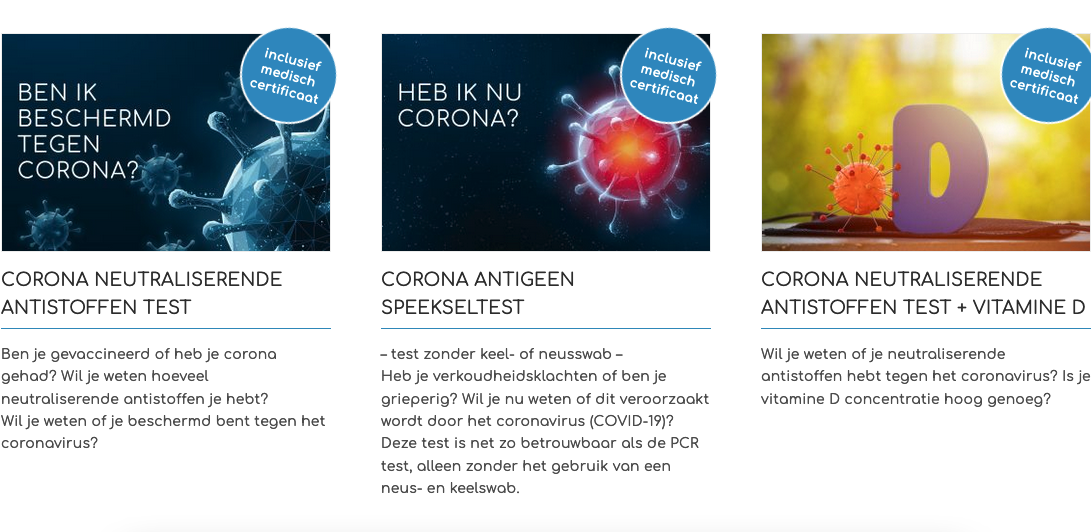 BEN IK
BESCHERMD
TEGEN
CORONA?
inclusief
medisch
certificaat
CORONA NEUTRALISERENDE
ANTISTOFFEN TEST
Ben je gevaccineerd of heb je corona
gehad? Wil je weten hoeveel
neutraliserende antistoffen je hebt?
Wil je weten of je beschermd bent tegen het
coronavirus?
HEB IK NU
CORONA?
inclusief
medisch
certificaat
CORONA ANTIGEEN
SPEEKSELTEST
– test zonder keel- of neusswab –
Heb je verkoudheidsklachten of ben je
grieperig? Wil je nu weten of dit veroorzaakt
wordt door het coronavirus (COVID-19)?
Deze test is net zo betrouwbaar als de PCR
test, alleen zonder het gebruik van een
neus- en keelswab.
inclusief
medisch
certificaat
D
CORONA NEUTRALISERENDE
ANTISTOFFEN TEST + VITAMINE D
Wil je weten of je neutraliserende
antistoffen hebt tegen het coronavirus? Is je
vitamine D concentratie hoog genoeg?